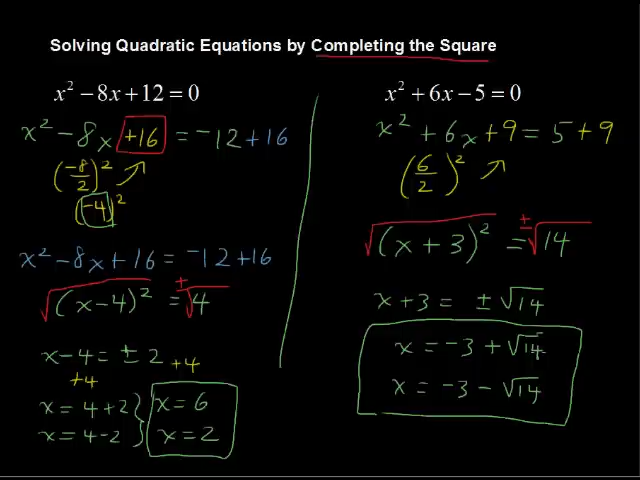 Solving Quadratic Equations by Completing the Square
x² − 8x + 12 = 0
x² − 8x +16 = ⁻12 +16
(-8/2)²
(-4)²
x² − 8x + 16 = ⁻12 +16
√(x−4)² = ±√4
x−4 = ± 2
+4 +4
x = 4+2
x = 4−2
x = 6
x = 2
x² + 6x − 5 = 0
x² + 6x + 9 = 5 + 9
(6/2)²
√(x+3)² = ±√14
x+3 = ±√14
x = −3 + √14
x = −3 − √14